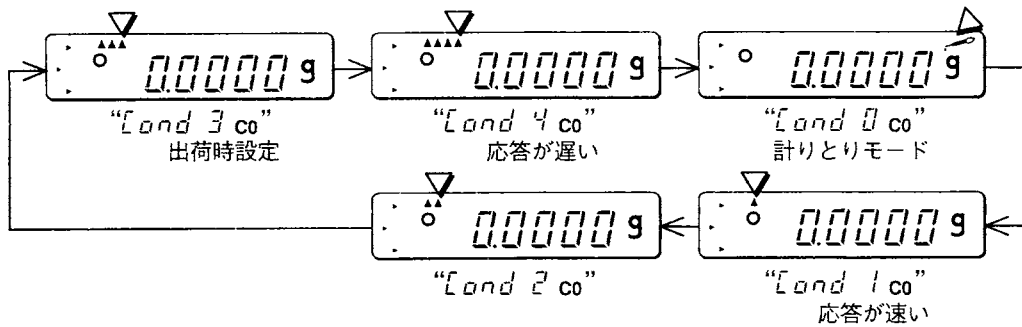 0.0000 g
"Cond 3 co"
出荷時設定
0.0000 g
"Cond 4 co"
応答が遅い
0.0000 g
"Cond 0 co"
計りとりモード
0.0000 g
"Cond 2 co"
0.0000 g
"Cond 1 co"
応答が速い